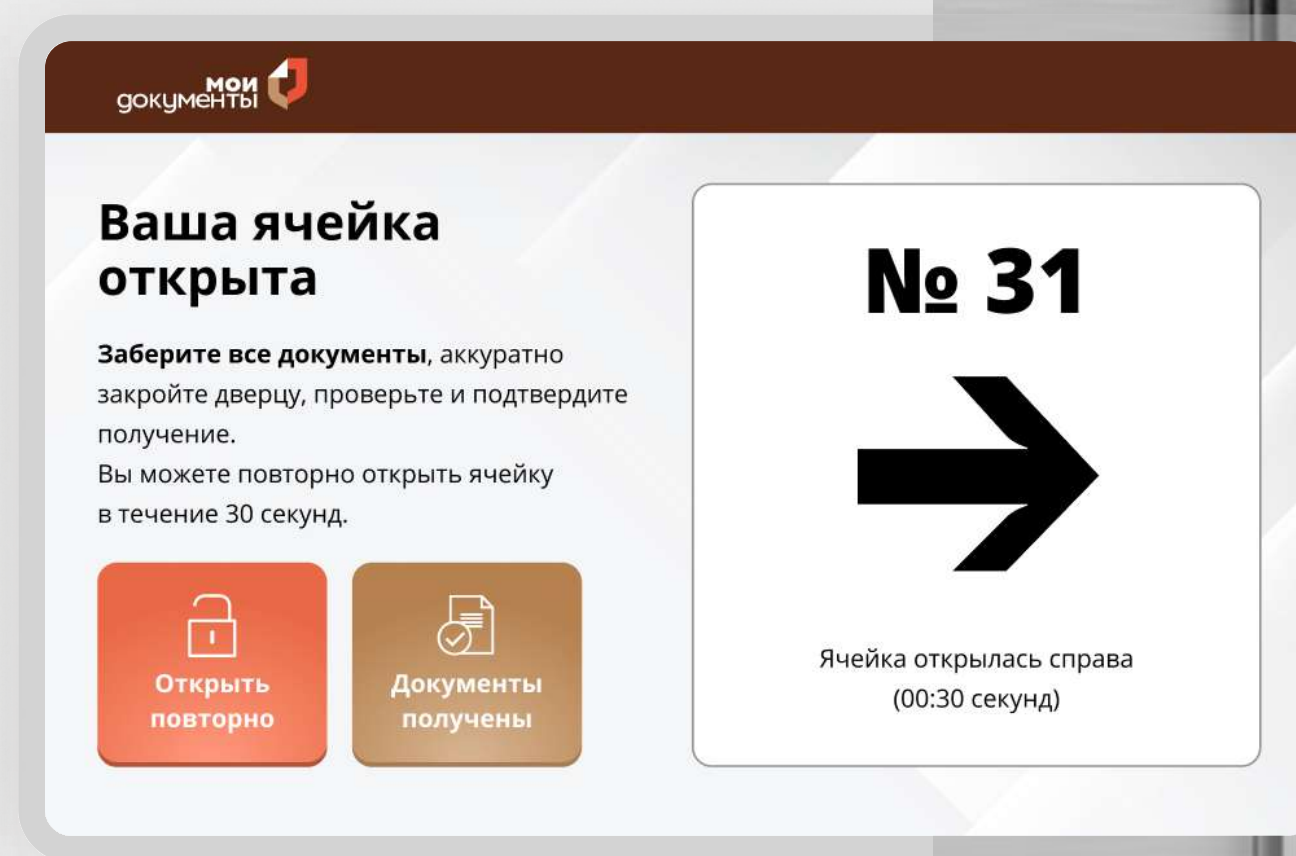 мои
документы
Ваша ячейка
открыта
Заберите все документы, аккуратно
закройте дверцу, проверьте и подтвердите
получение.
Вы можете повторно открыть ячейку
в течение 30 секунд.
Открыть
повторно
Документы
получены
№ 31
Ячейка открылась справа
(00:30 секунд)